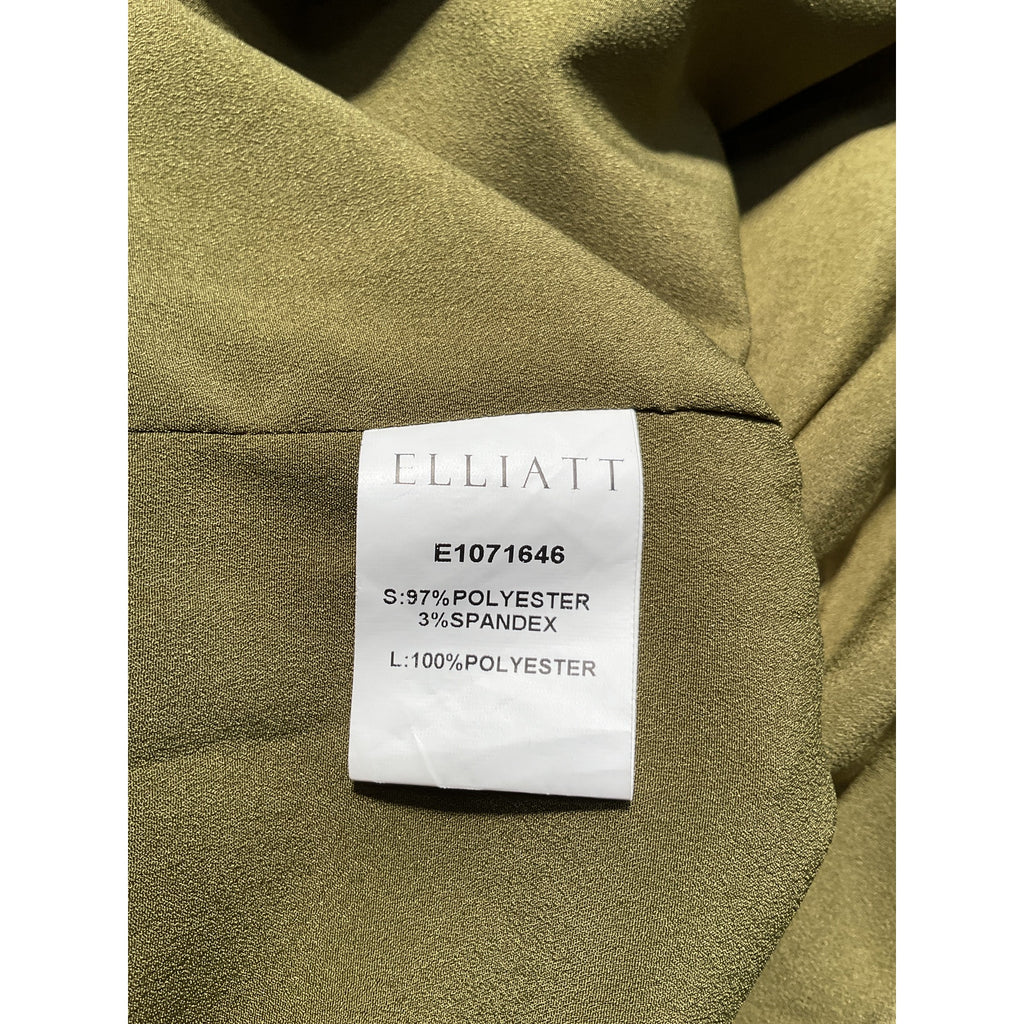 ELLIATT
E1071646
S:97%POLYESTER
3%SPANDEX
L:100%POLYESTER